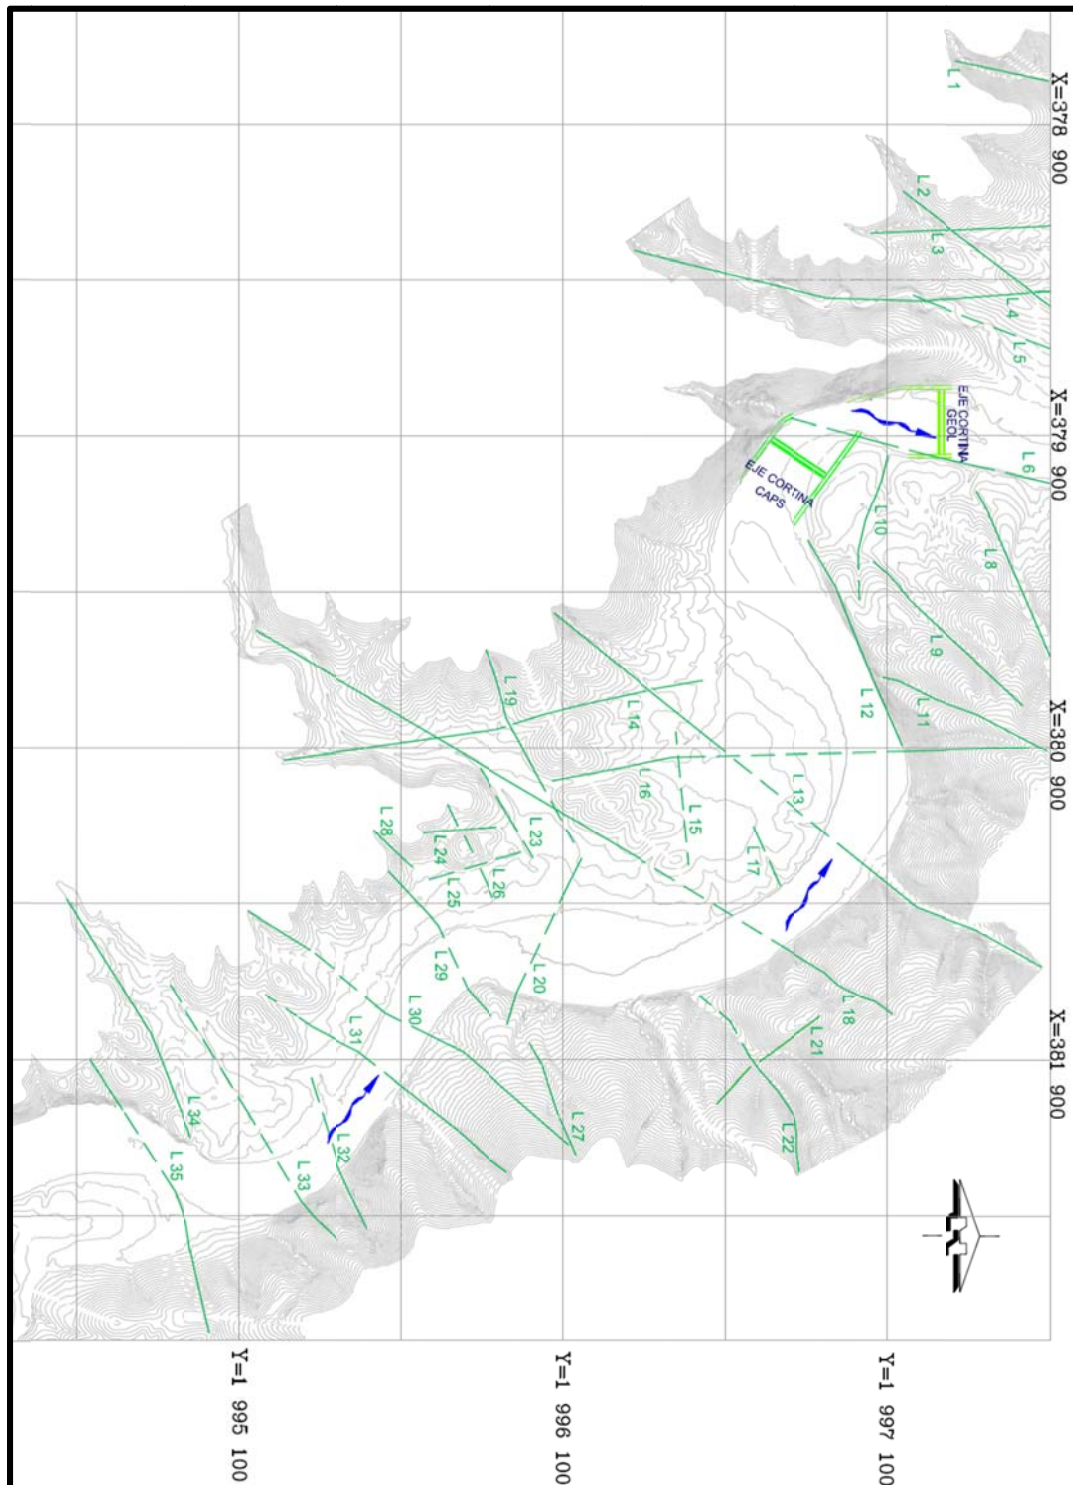 X=378 900
X=379 900
X=380 900
X=381 900
Y=1 995 100
Y=1 996 100
Y=1 997 100
L 1
L 2
L 3
L 4
L 5
EJE CORTINA
GEOL
L 6
EJE CORTINA
CAPS
L 10
L 8
L 9
L 11
L 12
L 19
L 14
L 16
L 13
L 15
L 17
L 23
L 28
L 24
L 26
L 25
L 29
L 20
L 18
L 30
L 21
L 31
L 22
L 27
L 32
L 34
L 35
L 33
N